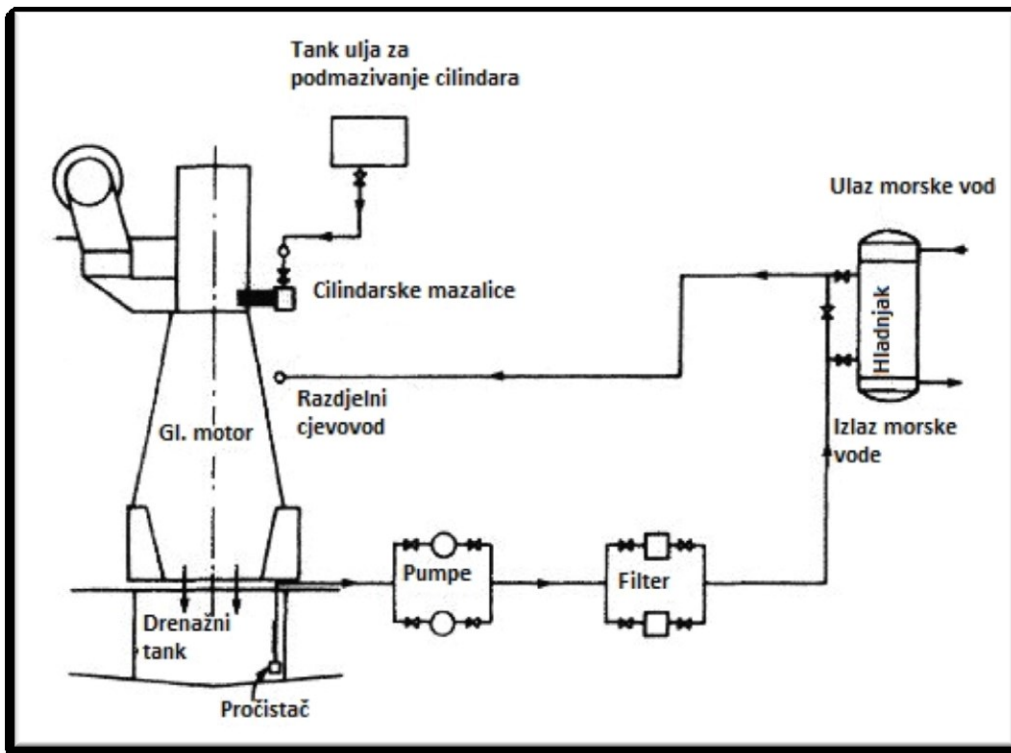 Tank ulja za
podmazivanje cilindara
Ulaz morske vod
Cilindarske mazalice
Hladnjak
Razdjelni
cjevovod
Gl. motor
Izlaz morske
vode
Pumpe
Filter
Drenažni
tank
Pročistač